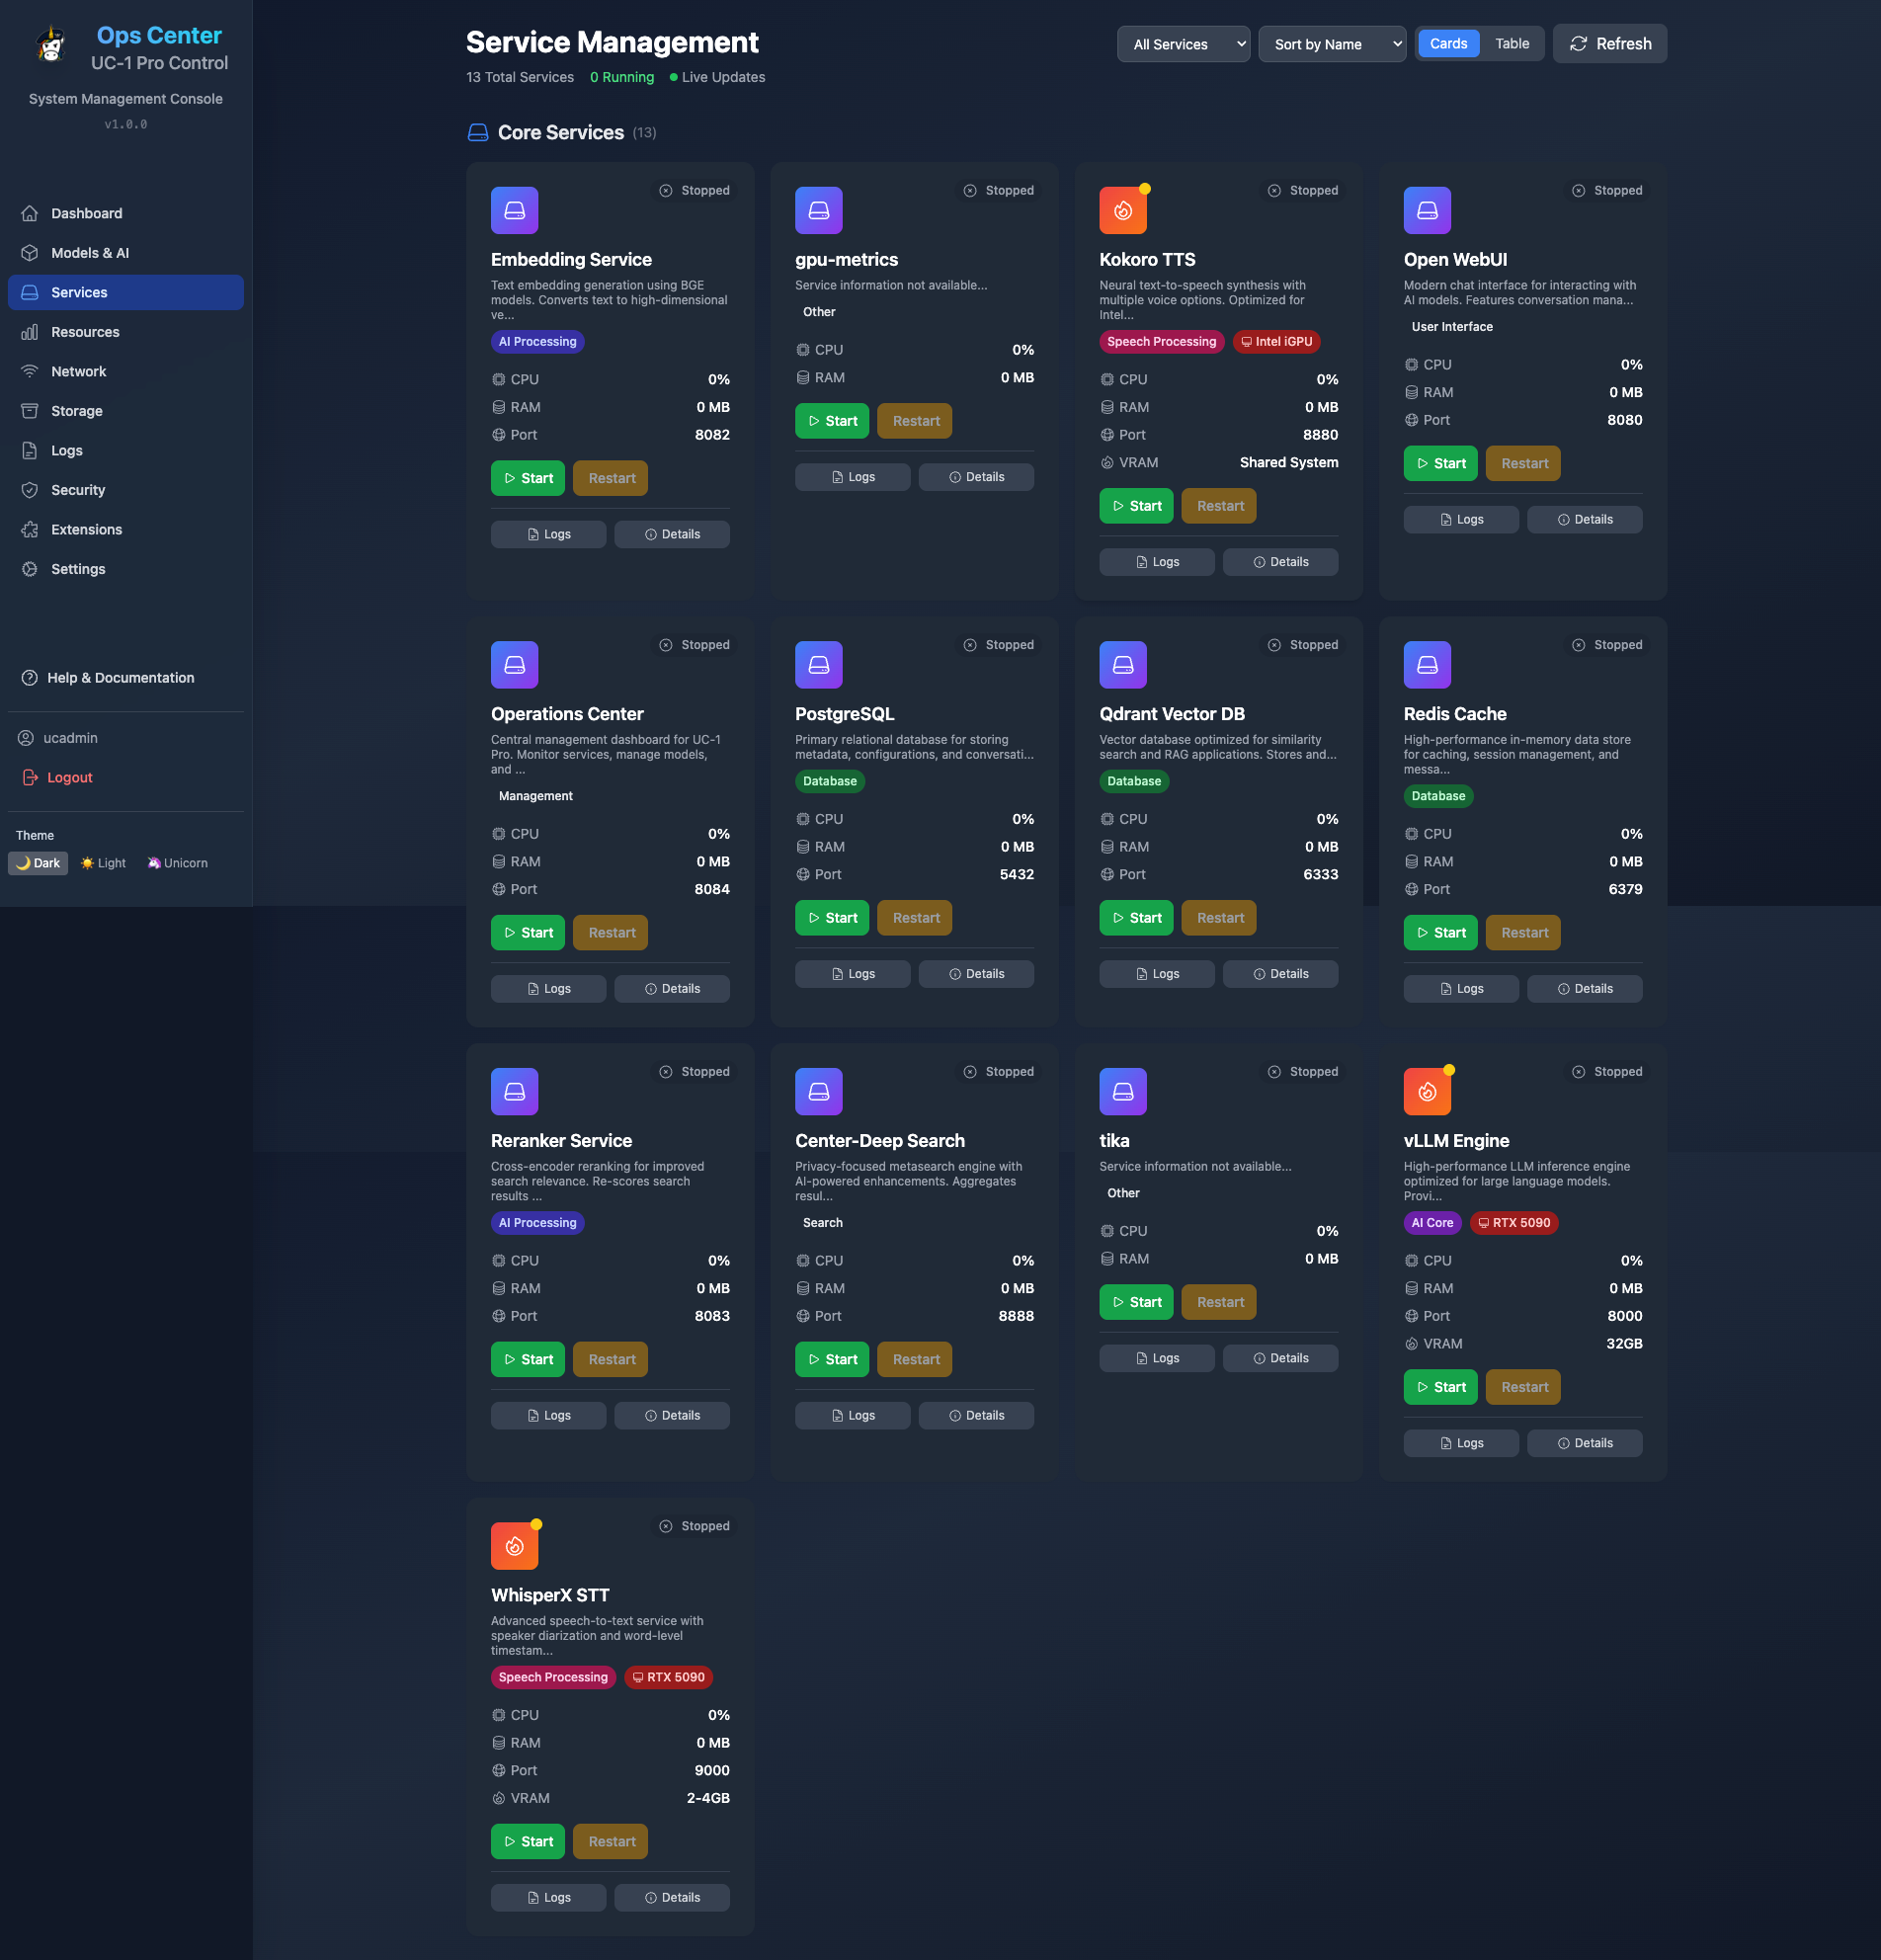 Ops Center
UC-1 Pro Control
System Management Console
v1.0.0
Dashboard
Models & AI
Services
Resources
Network
Storage
Logs
Security
Extensions
Settings
Help & Documentation
ucadmin
Logout
Theme
🌙 Dark
☀️ Light
🦄 Unicorn
Service Management
13 Total Services
0 Running
Live Updates
All Services
Sort by Name
Cards
Table
Refresh
Core Services (13)
Stopped
Embedding Service
Text embedding generation using BGE
models. Converts text to high-dimensional
ve...
AI Processing
CPU 0%
RAM 0 MB
Port 8082
Start
Restart
Logs
Details
Stopped
gpu-metrics
Service information not available...
Other
CPU 0%
RAM 0 MB
Start
Restart
Logs
Details
Stopped
Kokoro TTS
Neural text-to-speech synthesis with
multiple voice options. Optimized for
Intel...
Speech Processing
Intel iGPU
CPU 0%
RAM 0 MB
Port 8880
VRAM Shared System
Start
Restart
Logs
Details
Stopped
Open WebUI
Modern chat interface for interacting with
AI models. Features conversation mana...
User Interface
CPU 0%
RAM 0 MB
Port 8080
Start
Restart
Logs
Details
Stopped
Operations Center
Central management dashboard for UC-1
Pro. Monitor services, manage models,
and ...
Management
CPU 0%
RAM 0 MB
Port 8084
Start
Restart
Logs
Details
Stopped
PostgreSQL
Primary relational database for storing
metadata, configurations, and conversati...
Database
CPU 0%
RAM 0 MB
Port 5432
Start
Restart
Logs
Details
Stopped
Qdrant Vector DB
Vector database optimized for similarity
search and RAG applications. Stores and...
Database
CPU 0%
RAM 0 MB
Port 6333
Start
Restart
Logs
Details
Stopped
Redis Cache
High-performance in-memory data store
for caching, session management, and
messa...
Database
CPU 0%
RAM 0 MB
Port 6379
Start
Restart
Logs
Details
Stopped
Reranker Service
Cross-encoder reranking for improved
search relevance. Re-scores search
results ...
AI Processing
CPU 0%
RAM 0 MB
Port 8083
Start
Restart
Logs
Details
Stopped
Center-Deep Search
Privacy-focused metasearch engine with
AI-powered enhancements. Aggregates
resul...
Search
CPU 0%
RAM 0 MB
Port 8888
Start
Restart
Logs
Details
Stopped
tika
Service information not available...
Other
CPU 0%
RAM 0 MB
Start
Restart
Logs
Details
Stopped
vLLM Engine
High-performance LLM inference engine
optimized for large language models.
Provi...
AI Core
RTX 5090
CPU 0%
RAM 0 MB
Port 8000
VRAM 32GB
Start
Restart
Logs
Details
Stopped
WhisperX STT
Advanced speech-to-text service with
speaker diarization and word-level
timestam...
Speech Processing
RTX 5090
CPU 0%
RAM 0 MB
Port 9000
VRAM 2-4GB
Start
Restart
Logs
Details